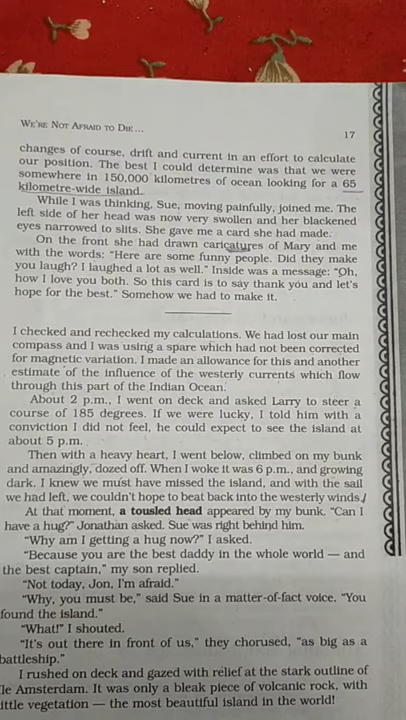 WE'RE NOT AFRAID TO DIE...
17
changes of course, drift and current in an effort to calculate
our position. The best I could determine was that we were
somewhere in 150,000 kilometres of ocean looking for a 65
kilometre-wide island.
While I was thinking, Sue, moving painfully, joined me. The
left side of her head was now very swollen and her blackened
eyes narrowed to slits. She gave me a card she had made.
On the front she had drawn caricatures of Mary and me
with the words: "Here are some funny people. Did they make
you laugh? I laughed a lot as well." Inside was a message: "Oh,
how I love you both. So this card is to say thank you and let's
hope for the best." Somehow we had to make it.
I checked and rechecked my calculations. We had lost our main
compass and I was using a spare which had not been corrected
for magnetic variation. I made an allowance for this and another
estimate of the influence of the westerly currents which flow
through this part of the Indian Ocean.
About 2 p.m., I went on deck and asked Larry to steer a
course of 185 degrees. If we were lucky, I told him with a
conviction I did not feel, he could expect to see the island at
about 5 p.m.
Then with a heavy heart, I went below, climbed on my bunk
and amazingly, dozed off. When I woke it was 6 p.m., and growing
dark. I knew we must have missed the island, and with the sail
we had left, we couldn't hope to beat back into the westerly winds.
At that moment, a tousled head appeared by my bunk. "Can I
have a hug?" Jonathan asked. Sue was right behind him.
"Why am I getting a hug now?" I asked.
"Because you are the best daddy in the whole world — and
the best captain," my son replied.
"Not today, Jon, I'm afraid."
"Why, you must be," said Sue in a matter-of-fact voice. "You
found the island."
"What!" I shouted.
"It's out there in front of us," they chorused, "as big as a
battleship."
I rushed on deck and gazed with relief at the stark outline of
le Amsterdam. It was only a bleak piece of volcanic rock, with
ittle vegetation — the most beautiful island in the world!